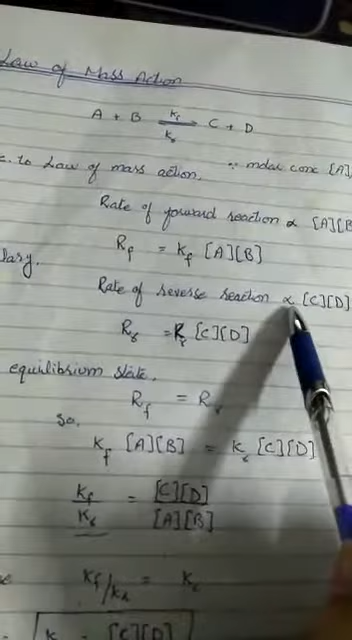 Law of Mass Action
A + B ⇌ C + D
Kf
Kr
c. to Law of mass action, ∵ molar conc [A]
Rate of forward reaction ∝ [A][B
Rf = Kf [A][B]
larly.
Rate of reverse reaction ∝ [C][D]
Rr = Kr [C][D]
equilibrium state,
Rf = Rr
so,
Kf [A][B] = Kr [C][D]
Kf/Kr = [C][D]/[A][B]
Kf/Kr = Kc
[C][D]